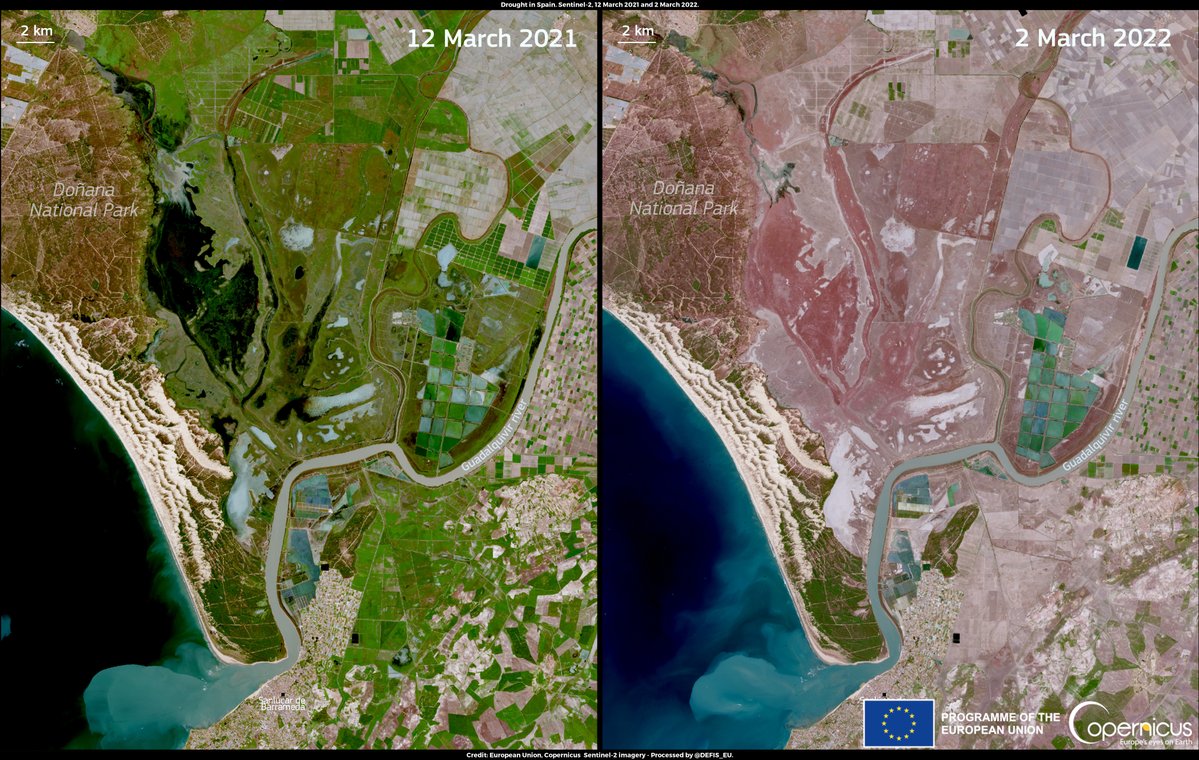 Drought in Spain. Sentinel-2, 12 March 2021 and 2 March 2022.
2 km
12 March 2021
Doñana
National Park
Guadalquivir river
Barrameda
2 km
2 March 2022
Doñana
National Park
Guadalquivir river
PROGRAMME OF THE
EUROPEAN UNION
Copernicus
Europe's eyes on Earth
Credit: European Union, Copernicus Sentinel-2 imagery - Processed by @DEFIS_EU.